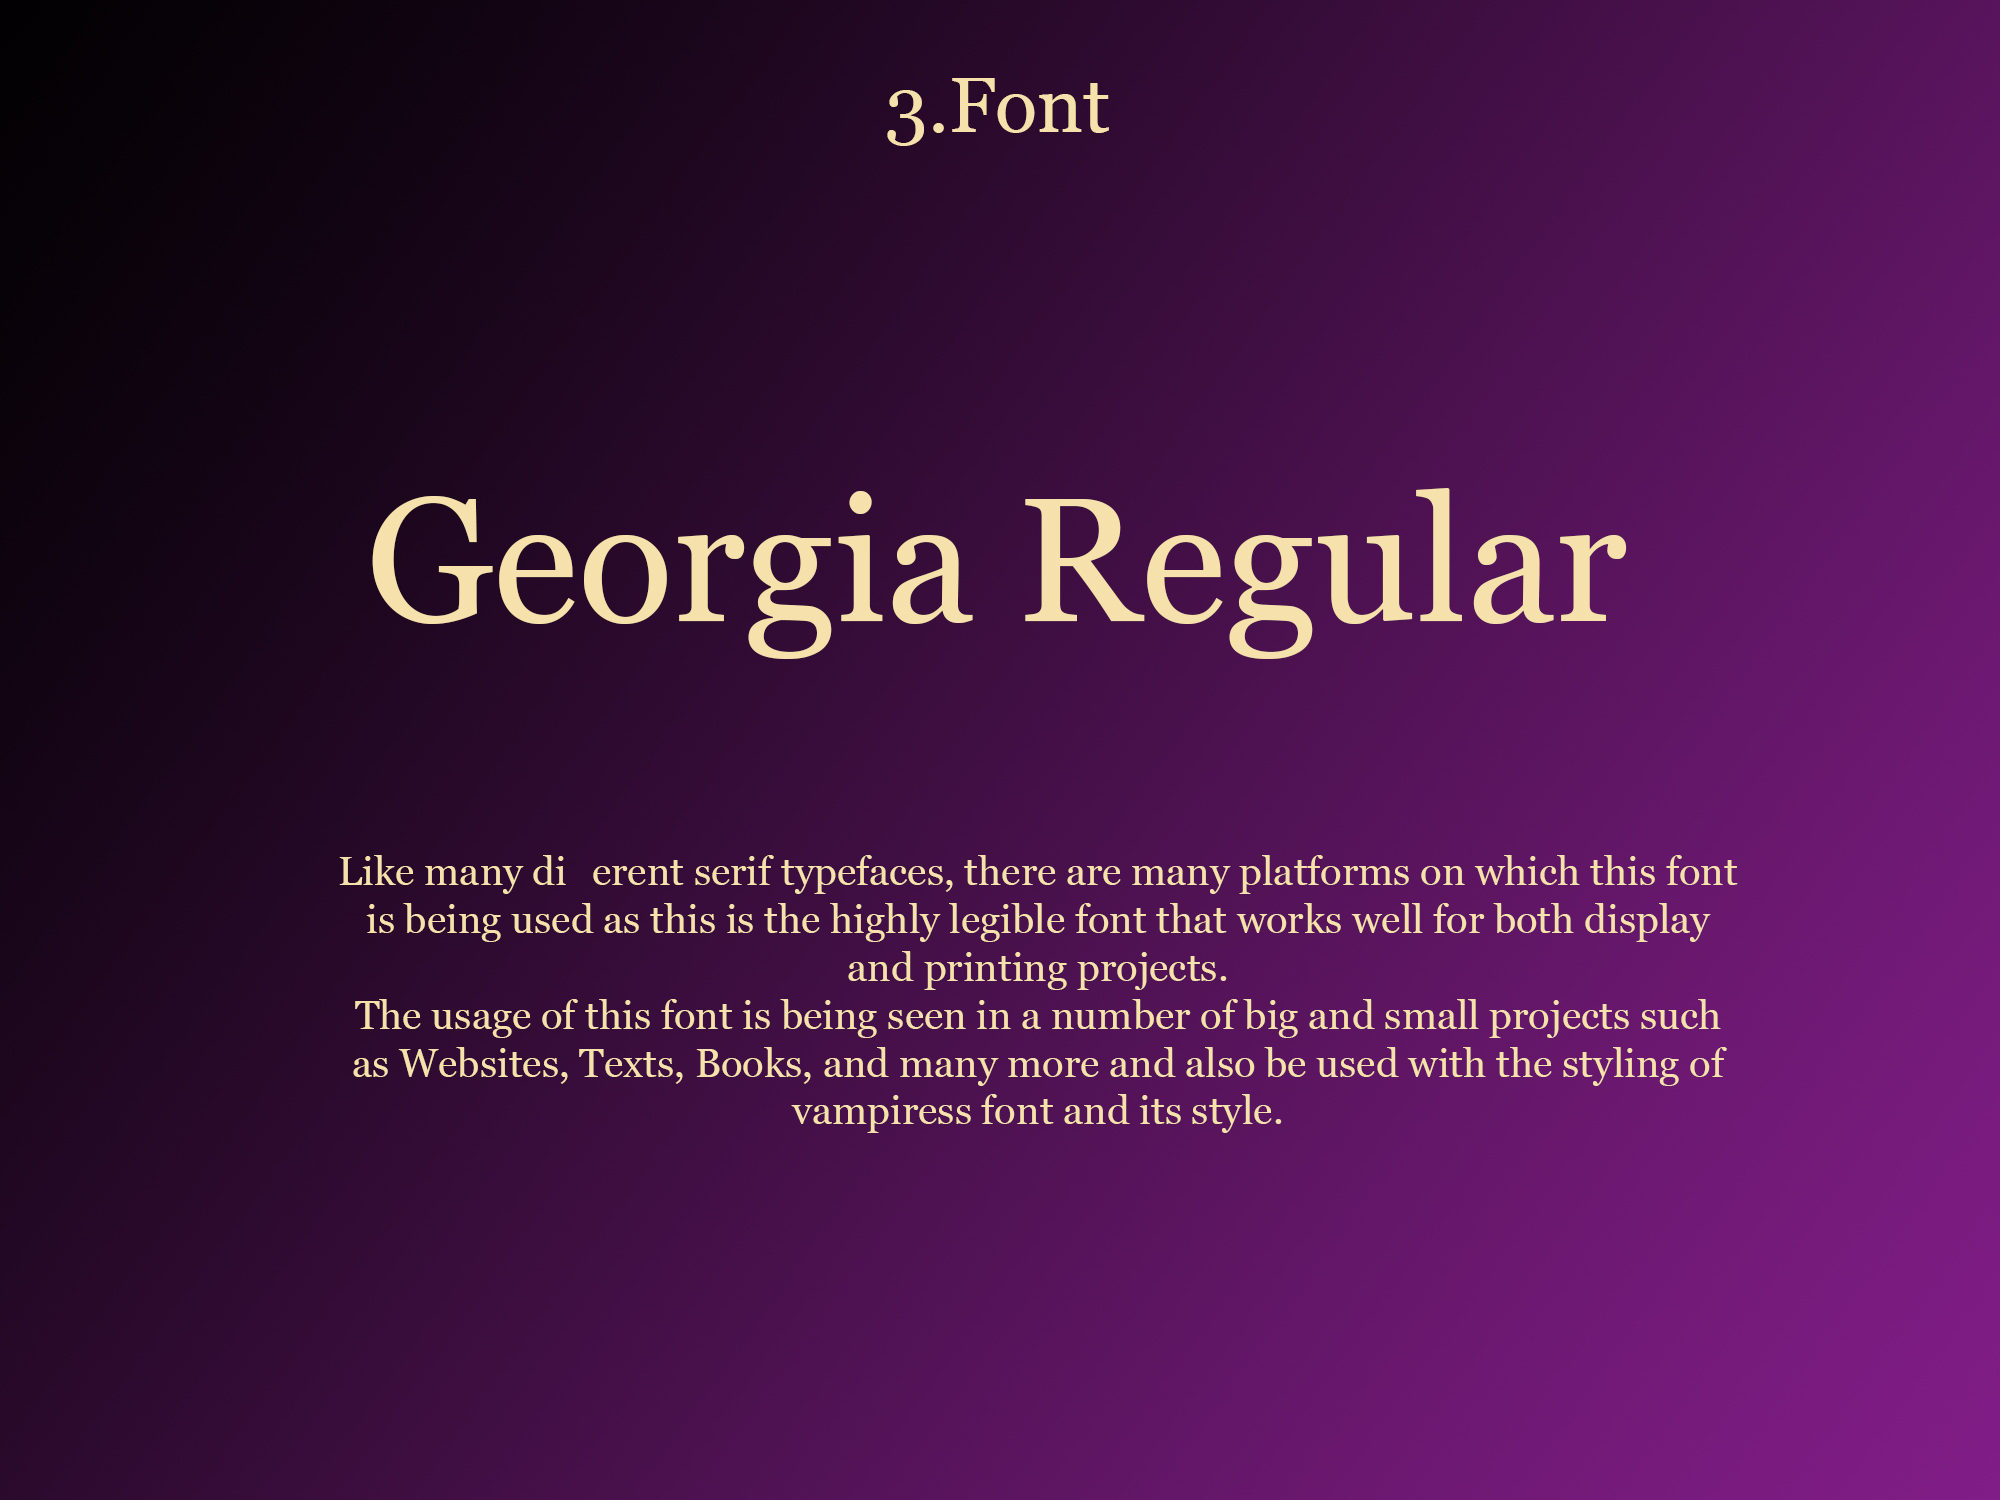 3.Font
Georgia Regular
Like many di erent serif typefaces, there are many platforms on which this font
is being used as this is the highly legible font that works well for both display
and printing projects.
The usage of this font is being seen in a number of big and small projects such
as Websites, Texts, Books, and many more and also be used with the styling of
vampiress font and its style.